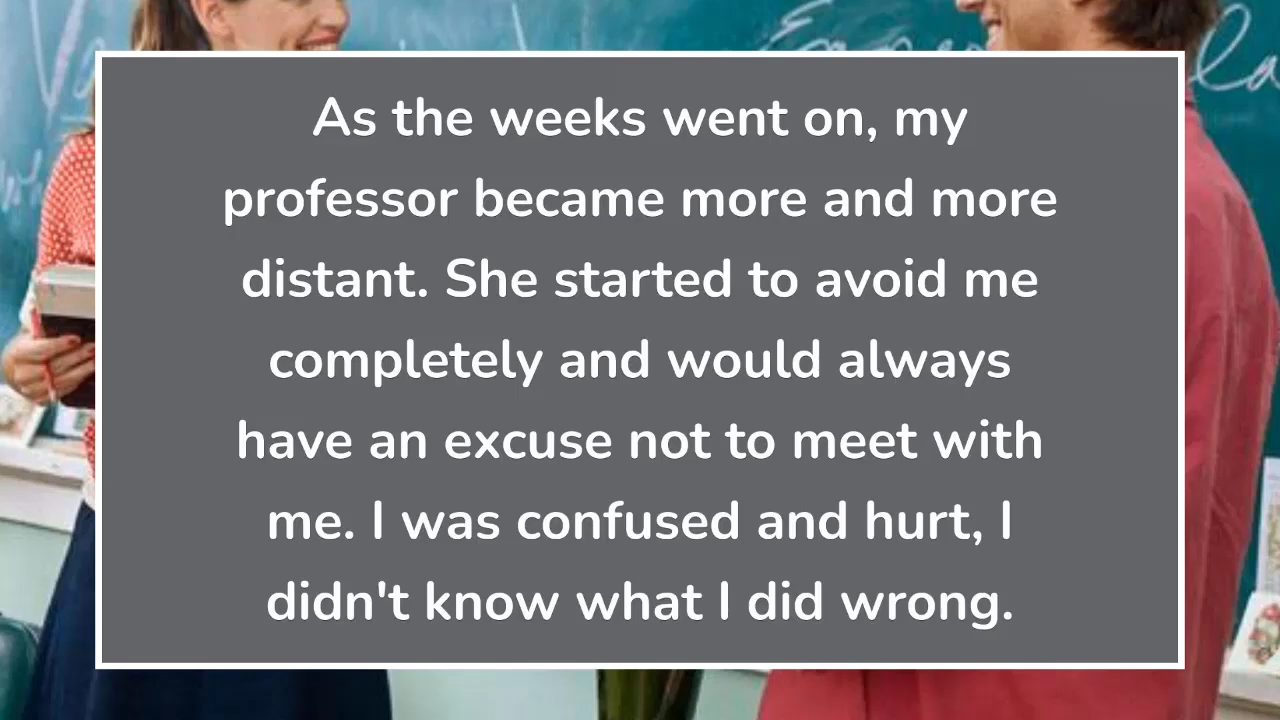 As the weeks went on, my
professor became more and more
distant. She started to avoid me
completely and would always
have an excuse not to meet with
me. I was confused and hurt, I
didn't know what I did wrong.